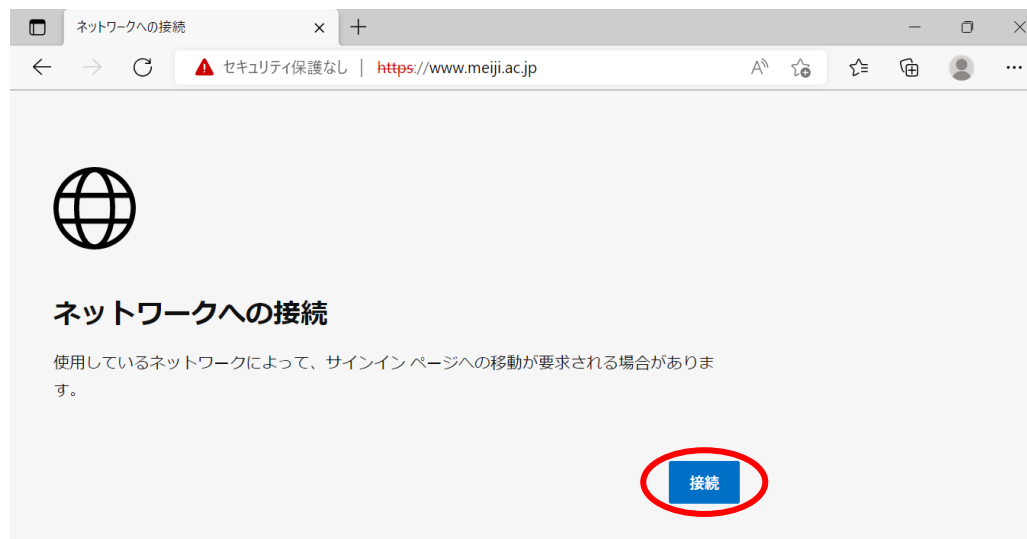 ネットワークへの接続
セキュリティ保護なし | https://www.meiji.ac.jp
ネットワークへの接続
使用しているネットワークによって、サインイン ページへの移動が要求される場合がありま
す。
接続